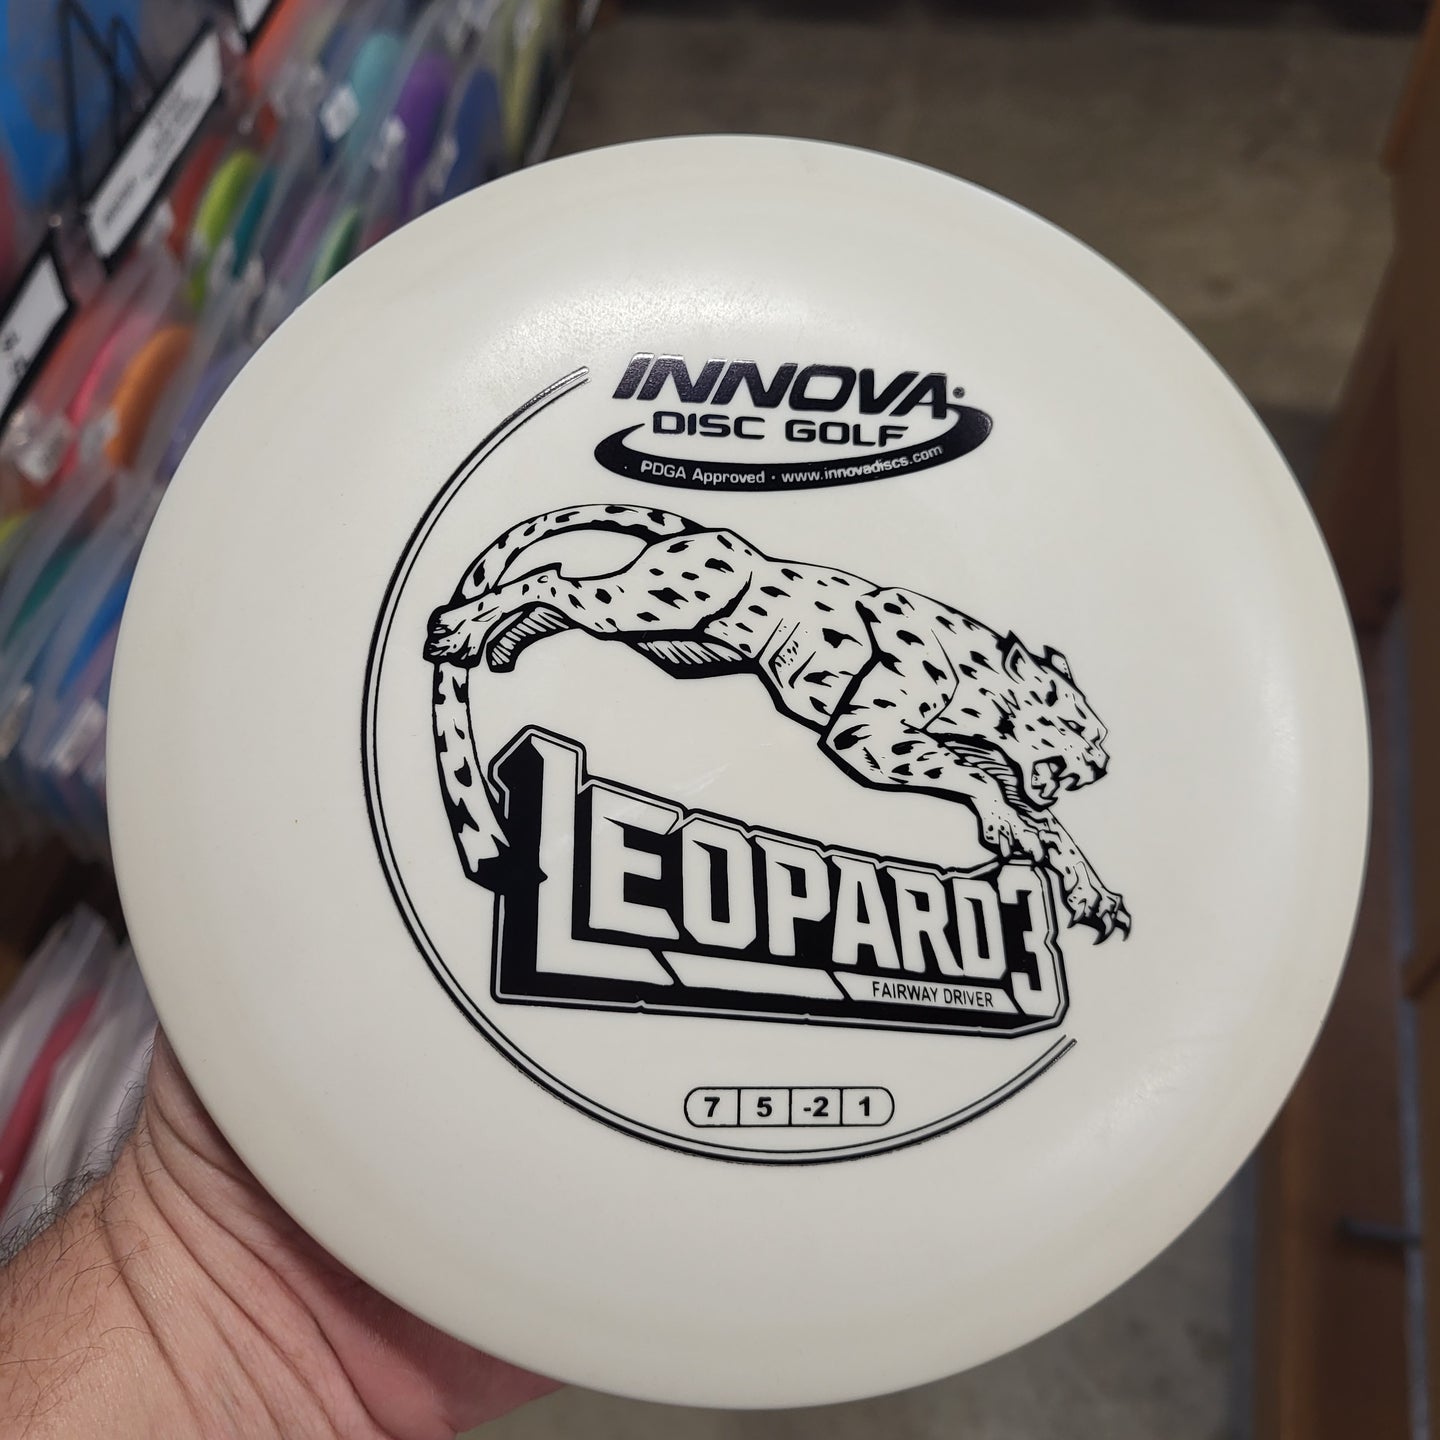 INNOVA®
DISC GOLF
PDGA Approved • www.innovadiscs.com
LEOPARD3
FAIRWAY DRIVER
7 5 -2 1